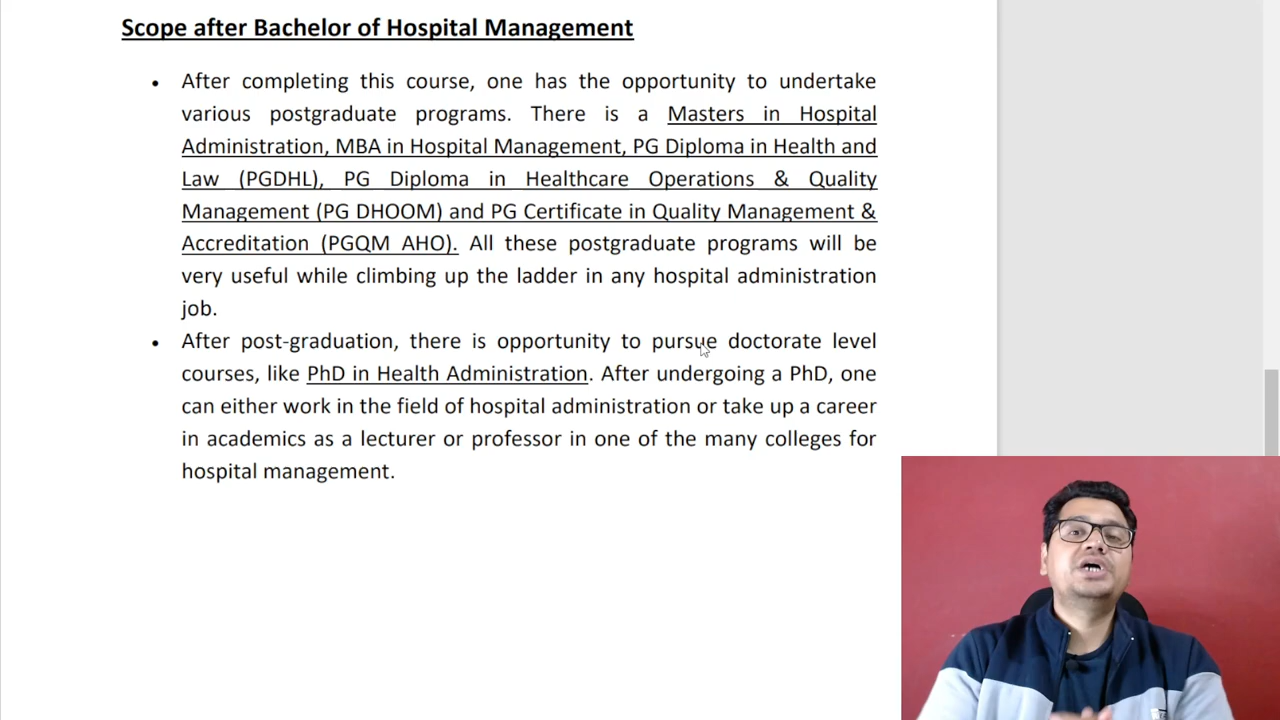 Scope after Bachelor of Hospital Management
• After completing this course, one has the opportunity to undertake
various postgraduate programs. There is a Masters in Hospital
Administration, MBA in Hospital Management, PG Diploma in Health and
Law (PGDHL), PG Diploma in Healthcare Operations & Quality
Management (PG DHOOM) and PG Certificate in Quality Management &
Accreditation (PGQM AHO). All these postgraduate programs will be
very useful while climbing up the ladder in any hospital administration
job.
• After post-graduation, there is opportunity to pursue doctorate level
courses, like PhD in Health Administration. After undergoing a PhD, one
can either work in the field of hospital administration or take up a career
in academics as a lecturer or professor in one of the many colleges for
hospital management.